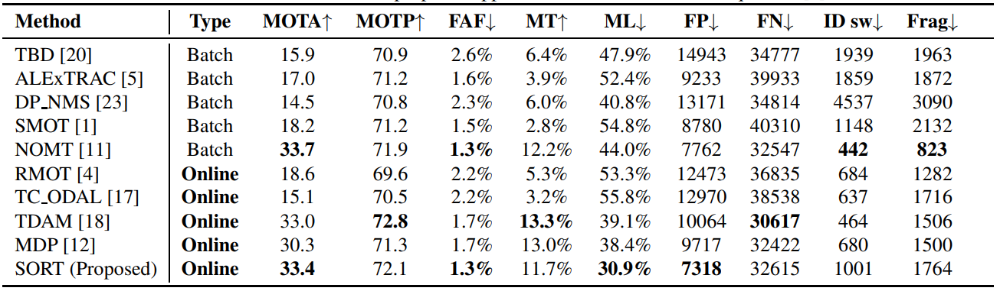 Method Type MOTA↑ MOTP↑ FAF↓ MT↑ ML↓ FP↓ FN↓ ID sw↓ Frag↓
TBD [20] Batch 15.9 70.9 2.6% 6.4% 47.9% 14943 34777 1939 1963
ALExTRAC [5] Batch 17.0 71.2 1.6% 3.9% 52.4% 9233 39933 1859 1872
DP_NMS [23] Batch 14.5 70.8 2.3% 6.0% 40.8% 13171 34814 4537 3090
SMOT [1] Batch 18.2 71.2 1.5% 2.8% 54.8% 8780 40310 1148 2132
NOMT [11] Batch 33.7 71.9 1.3% 12.2% 44.0% 7762 32547 442 823
RMOT [4] Online 18.6 69.6 2.2% 5.3% 53.3% 12473 36835 684 1282
TC_ODAL [17] Online 15.1 70.5 2.2% 3.2% 55.8% 12970 38538 637 1716
TDAM [18] Online 33.0 72.8 1.7% 13.3% 39.1% 10064 30617 464 1506
MDP [12] Online 30.3 71.3 1.7% 13.0% 38.4% 9717 32422 680 1500
SORT (Proposed) Online 33.4 72.1 1.3% 11.7% 30.9% 7318 32615 1001 1764